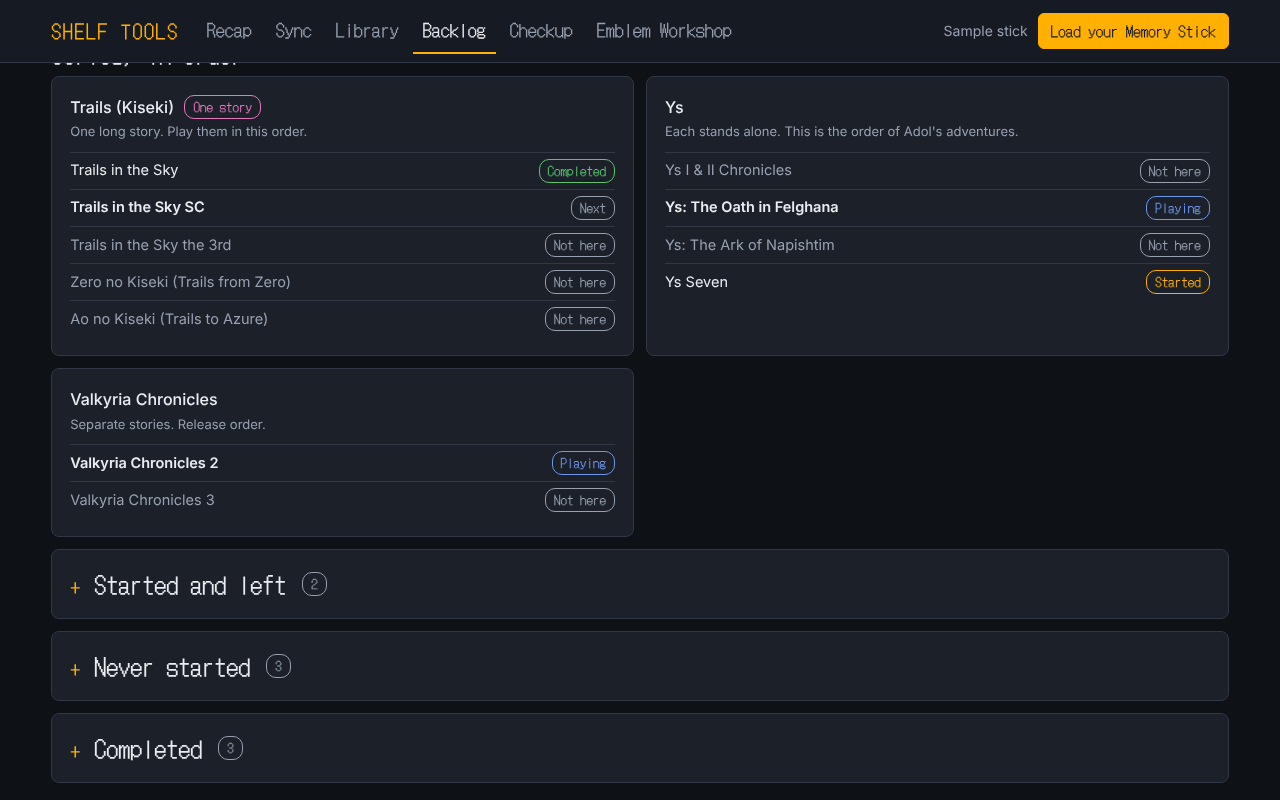 SHELF TOOLS Recap Sync Library Backlog Checkup Emblem Workshop Sample stick Load your Memory Stick
Trails (Kiseki) One story
One long story. Play them in this order.
Trails in the Sky Completed
Trails in the Sky SC Next
Trails in the Sky the 3rd Not here
Zero no Kiseki (Trails from Zero) Not here
Ao no Kiseki (Trails to Azure) Not here
Ys
Each stands alone. This is the order of Adol's adventures.
Ys I & II Chronicles Not here
Ys: The Oath in Felghana Playing
Ys: The Ark of Napishtim Not here
Ys Seven Started
Valkyria Chronicles
Separate stories. Release order.
Valkyria Chronicles 2 Playing
Valkyria Chronicles 3 Not here
+ Started and left 2
+ Never started 3
+ Completed 3